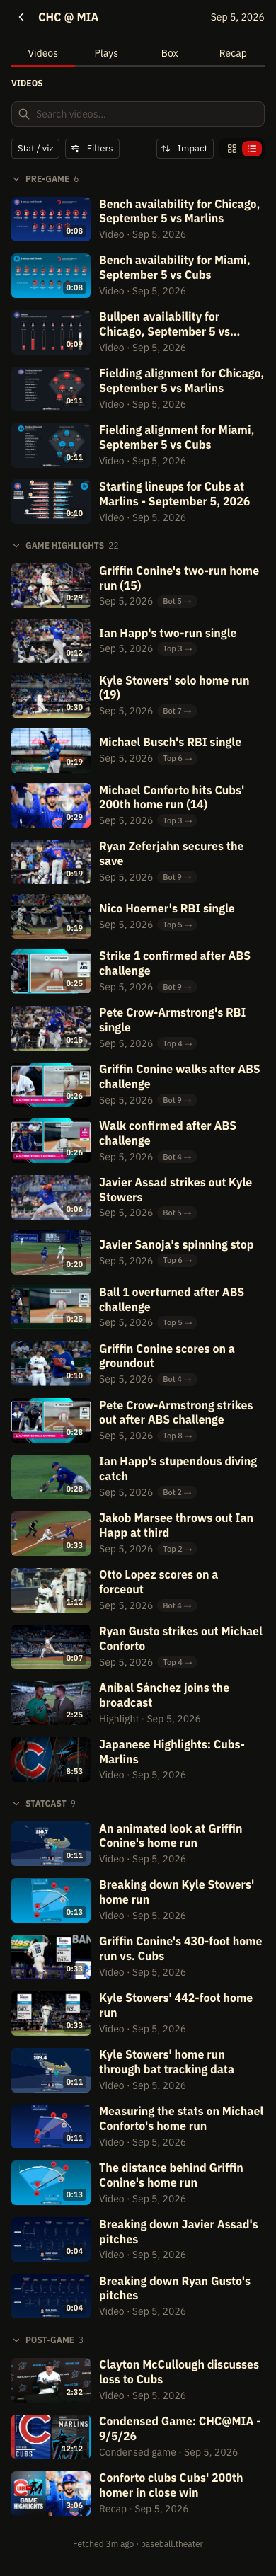 CHC @ MIA
Sep 5, 2026
Videos
Plays
Box
Recap
VIDEOS
Search videos...
Stat / viz
Filters
Impact
PRE-GAME 6
0:08
Bench availability for Chicago,
September 5 vs Marlins
Video · Sep 5, 2026
0:08
Bench availability for Miami,
September 5 vs Cubs
Video · Sep 5, 2026
0:09
Bullpen availability for
Chicago, September 5 vs...
Video · Sep 5, 2026
0:11
Fielding alignment for Chicago,
September 5 vs Marlins
Video · Sep 5, 2026
0:11
Fielding alignment for Miami,
September 5 vs Cubs
Video · Sep 5, 2026
0:10
Starting lineups for Cubs at
Marlins - September 5, 2026
Video · Sep 5, 2026
GAME HIGHLIGHTS 22
0:29
Griffin Conine's two-run home
run (15)
Sep 5, 2026 Bot 5 →
0:12
Ian Happ's two-run single
Sep 5, 2026 Top 3 →
0:30
Kyle Stowers' solo home run
(19)
Sep 5, 2026 Bot 7 →
0:19
Michael Busch's RBI single
Sep 5, 2026 Top 6 →
0:29
Michael Conforto hits Cubs'
200th home run (14)
Sep 5, 2026 Top 3 →
0:19
Ryan Zeferjahn secures the
save
Sep 5, 2026 Bot 9 →
0:19
Nico Hoerner's RBI single
Sep 5, 2026 Top 5 →
0:25
Strike 1 confirmed after ABS
challenge
Sep 5, 2026 Bot 9 →
0:15
Pete Crow-Armstrong's RBI
single
Sep 5, 2026 Top 4 →
0:26
Griffin Conine walks after ABS
challenge
Sep 5, 2026 Bot 9 →
0:26
Walk confirmed after ABS
challenge
Sep 5, 2026 Bot 4 →
0:06
Javier Assad strikes out Kyle
Stowers
Sep 5, 2026 Bot 5 →
0:20
Javier Sanoja's spinning stop
Sep 5, 2026 Top 6 →
0:25
Ball 1 overturned after ABS
challenge
Sep 5, 2026 Top 5 →
0:10
Griffin Conine scores on a
groundout
Sep 5, 2026 Bot 4 →
0:28
Pete Crow-Armstrong strikes
out after ABS challenge
Sep 5, 2026 Top 8 →
0:28
Ian Happ's stupendous diving
catch
Sep 5, 2026 Bot 2 →
0:33
Jakob Marsee throws out Ian
Happ at third
Sep 5, 2026 Top 2 →
1:12
Otto Lopez scores on a
forceout
Sep 5, 2026 Bot 4 →
0:07
Ryan Gusto strikes out Michael
Conforto
Sep 5, 2026 Top 4 →
2:25
Aníbal Sánchez joins the
broadcast
Highlight · Sep 5, 2026
8:53
Japanese Highlights: Cubs-
Marlins
Video · Sep 5, 2026
STATCAST 9
0:11
An animated look at Griffin
Conine's home run
Video · Sep 5, 2026
0:13
Breaking down Kyle Stowers'
home run
Video · Sep 5, 2026
0:33
Griffin Conine's 430-foot home
run vs. Cubs
Video · Sep 5, 2026
0:33
Kyle Stowers' 442-foot home
run
Video · Sep 5, 2026
0:11
Kyle Stowers' home run
through bat tracking data
Video · Sep 5, 2026
0:11
Measuring the stats on Michael
Conforto's home run
Video · Sep 5, 2026
0:13
The distance behind Griffin
Conine's home run
Video · Sep 5, 2026
0:04
Breaking down Javier Assad's
pitches
Video · Sep 5, 2026
0:04
Breaking down Ryan Gusto's
pitches
Video · Sep 5, 2026
POST-GAME 3
2:32
Clayton McCullough discusses
loss to Cubs
Video · Sep 5, 2026
CUBS
MARLINS
12:12
Condensed Game: CHC@MIA -
9/5/26
Condensed game · Sep 5, 2026
GAME
HIGHLIGHTS
3:06
Conforto clubs Cubs' 200th
homer in close win
Recap · Sep 5, 2026
Fetched 3m ago · baseball.theater